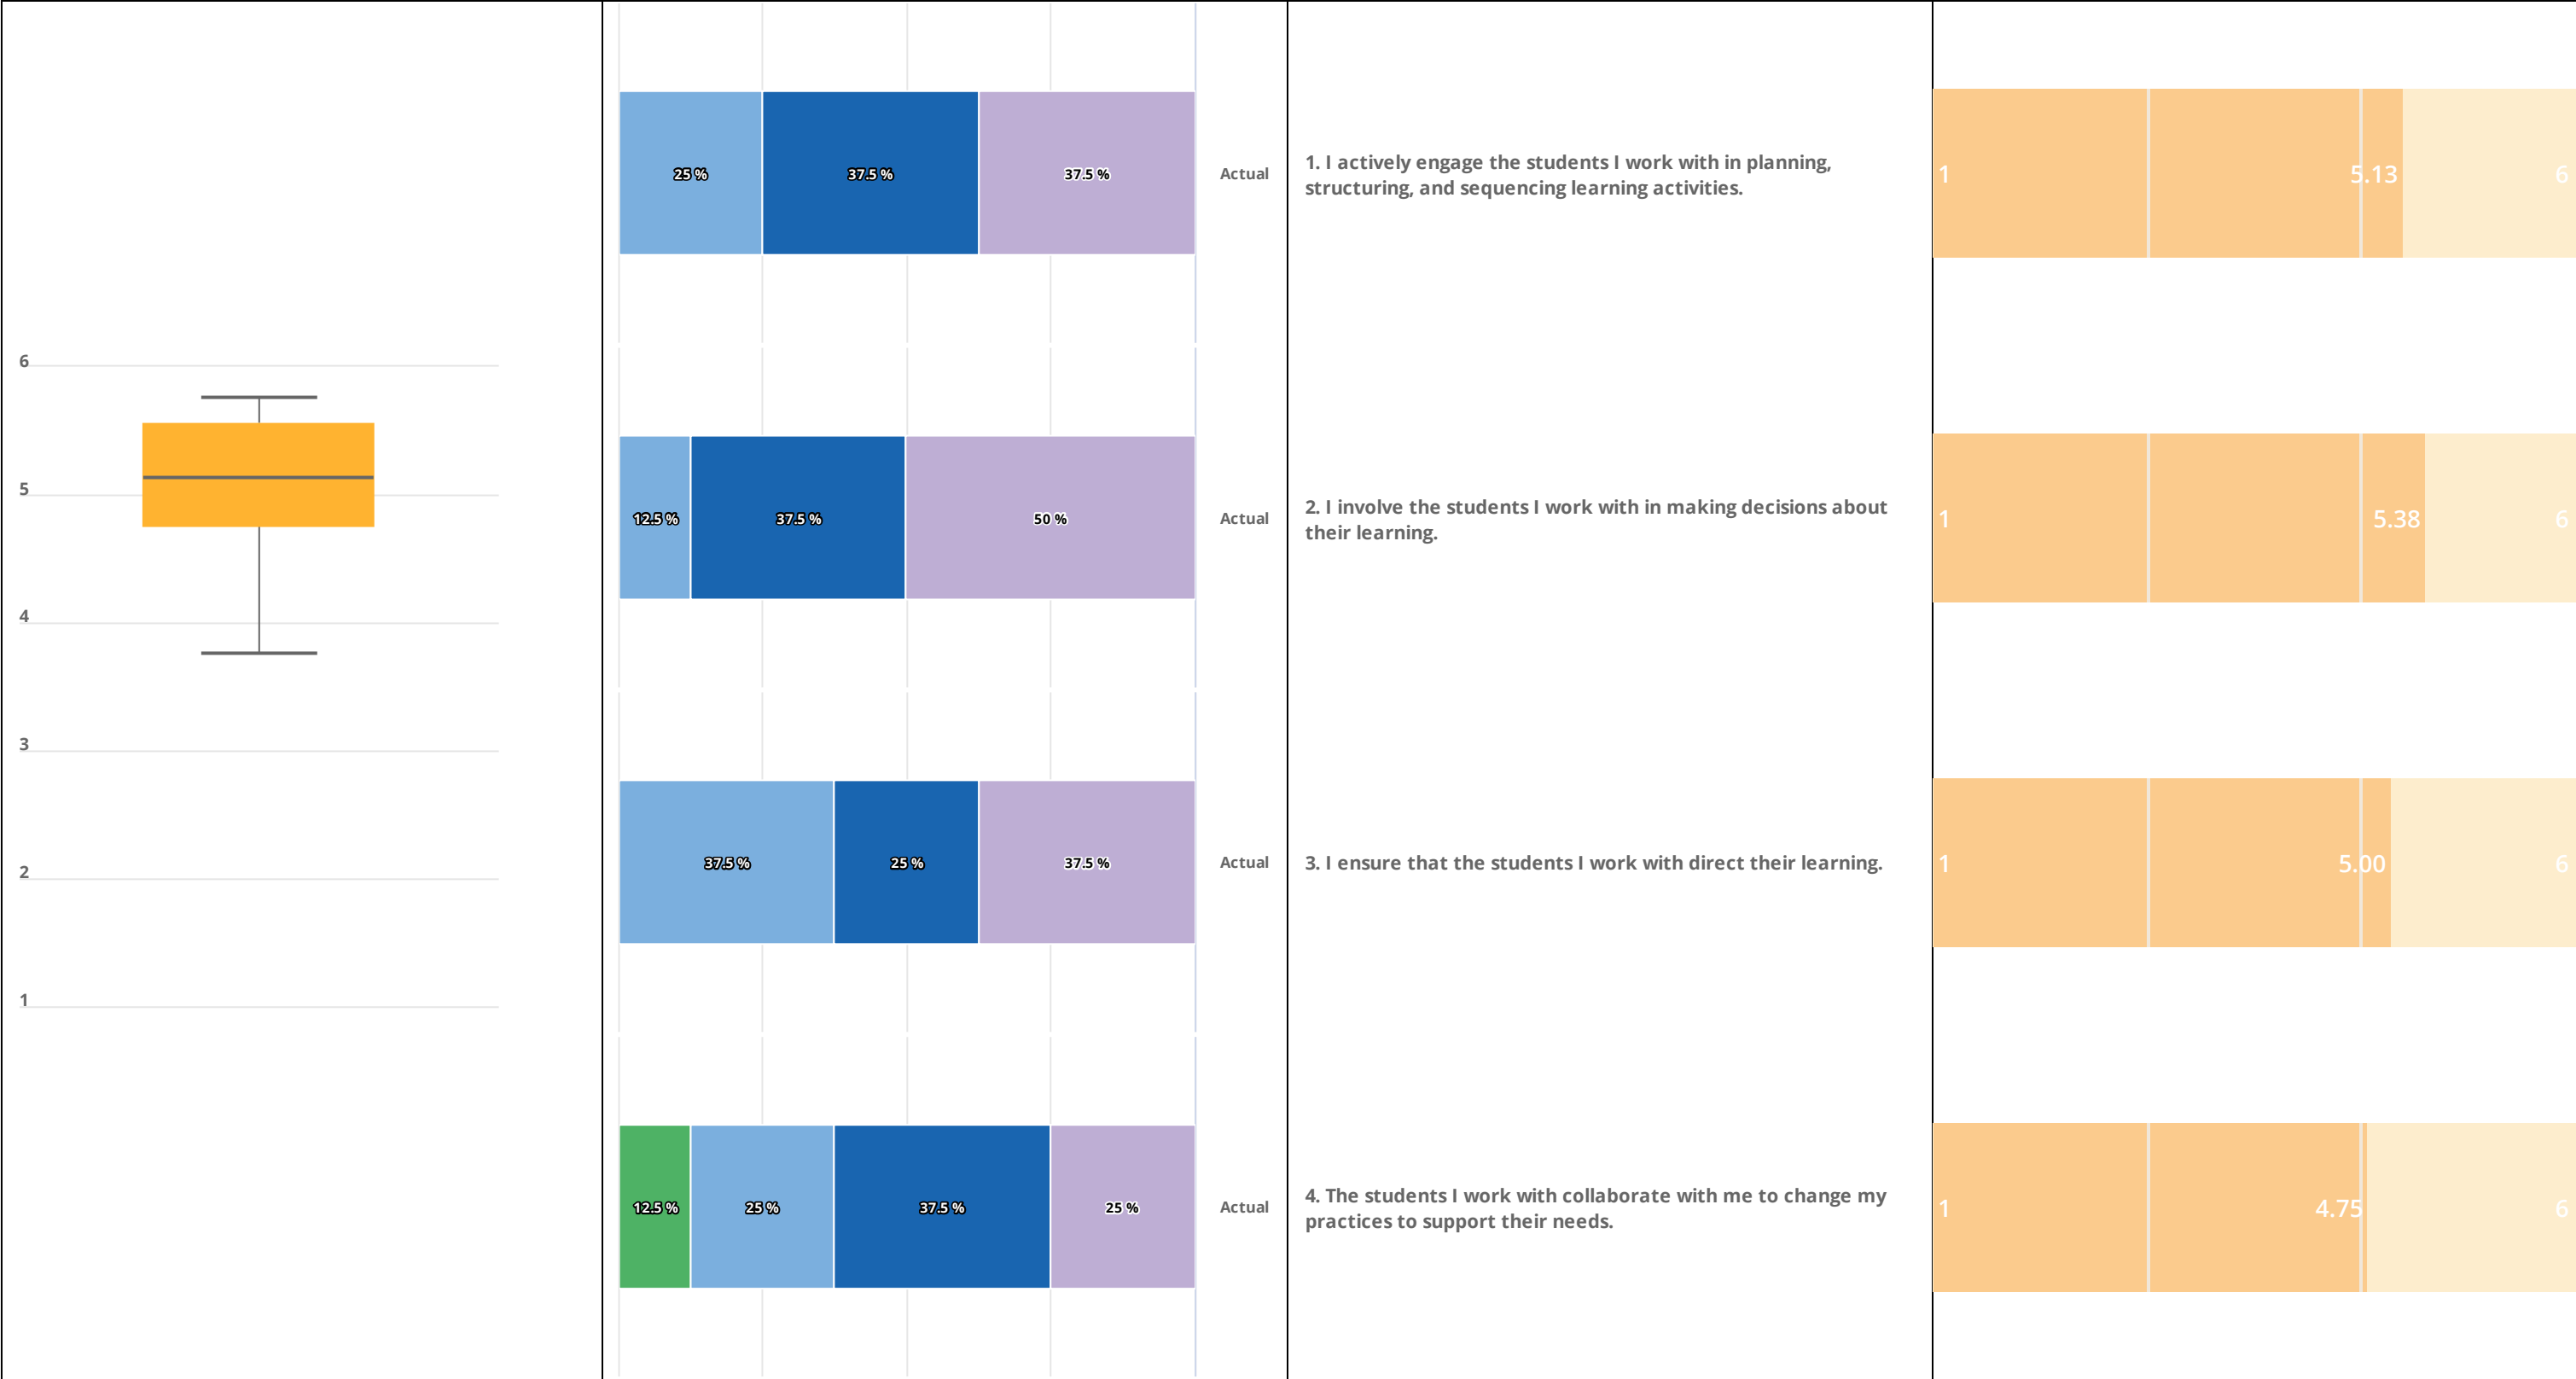 6
5
4
3
2
1
25 % 37.5 % 37.5 % Actual
1. I actively engage the students I work with in planning,
structuring, and sequencing learning activities.
1 5.13 6
12.5 % 37.5 % 50 % Actual
2. I involve the students I work with in making decisions about
their learning.
1 5.38 6
37.5 % 25 % 37.5 % Actual
3. I ensure that the students I work with direct their learning.
1 5.00 6
12.5 % 25 % 37.5 % 25 % Actual
4. The students I work with collaborate with me to change my
practices to support their needs.
1 4.75 6